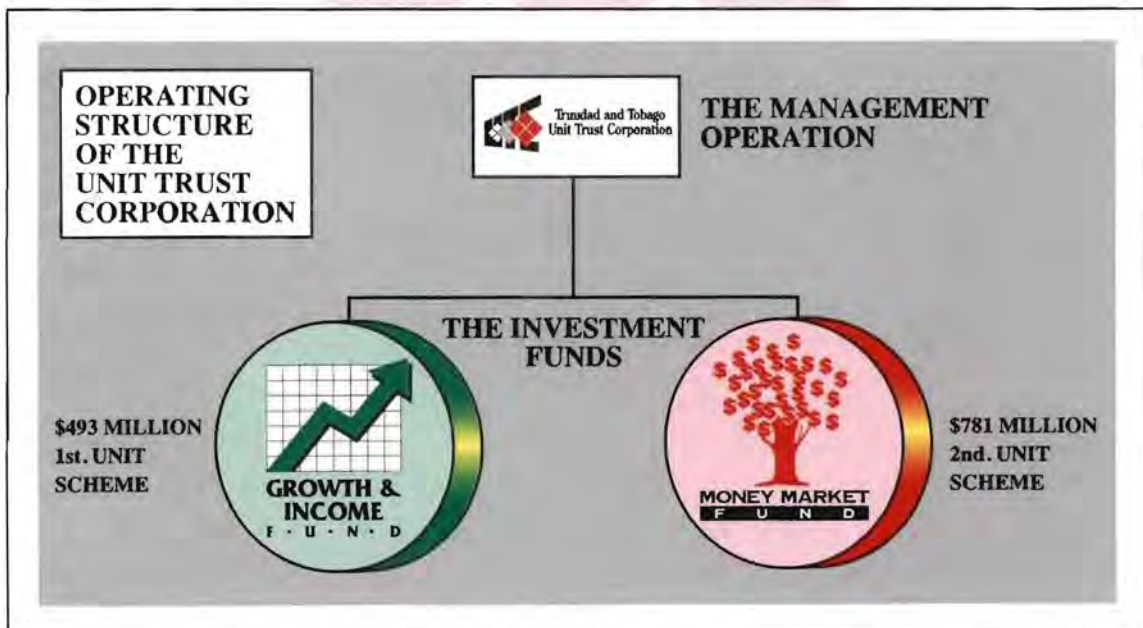 OPERATING
STRUCTURE
OF THE
UNIT TRUST
CORPORATION
Trinidad and Tobago
Unit Trust Corporation
THE MANAGEMENT
OPERATION
THE INVESTMENT
FUNDS
$493 MILLION
1st. UNIT
SCHEME
GROWTH &
INCOME
F·U·N·D
$ $ $ $ $ $ $ $ $ $ $ $ $ $ $ $ $ $ $ $ $ $ $ $
MONEY MARKET
FUND
$781 MILLION
2nd. UNIT
SCHEME